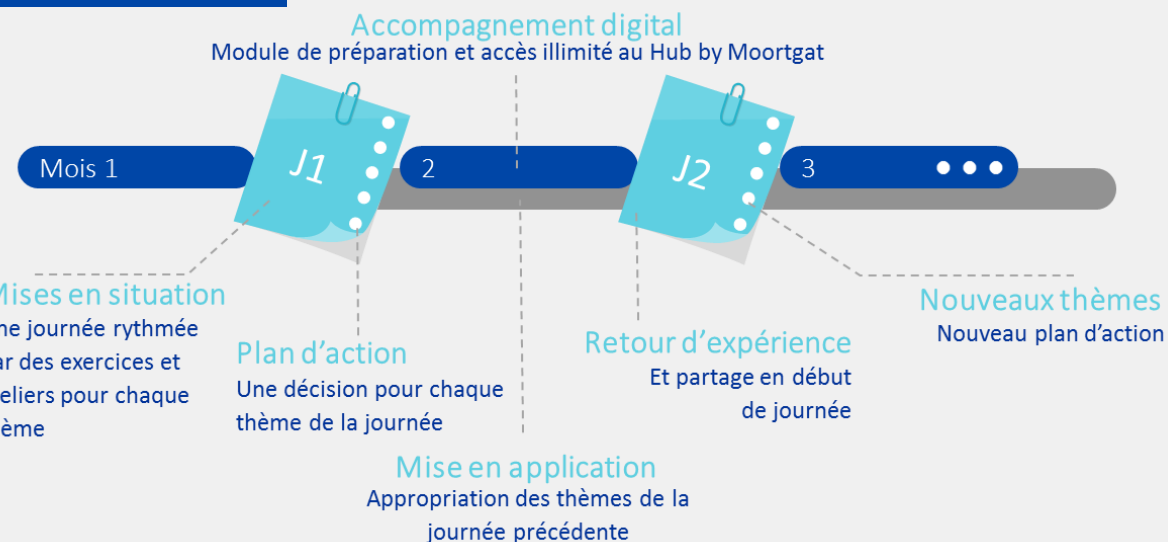 Accompagnement digital
Module de préparation et accès illimité au Hub by Moortgat
Mois 1
J1
2
J2
3
Mises en situation
ne journée rythmée
ar des exercices et
eliers pour chaque
ème
Plan d’action
Une décision pour chaque
thème de la journée
Mise en application
Appropriation des thèmes de la
journée précédente
Retour d’expérience
Et partage en début
de journée
Nouveaux thèmes
Nouveau plan d’action